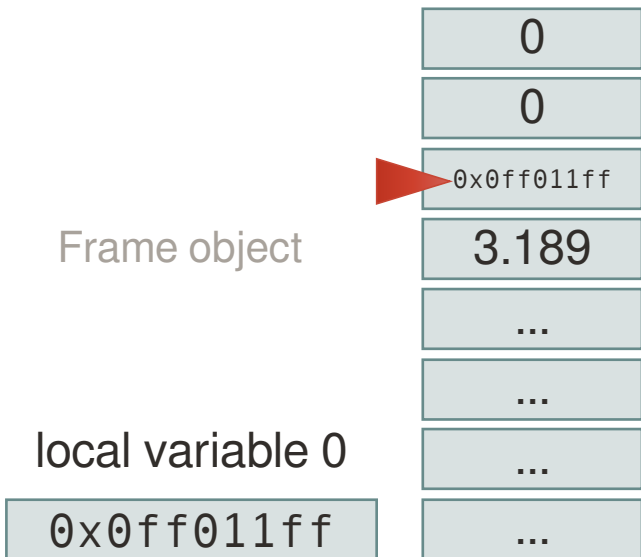 0
0
0x0ff011ff
Frame object
3.189
...
...
local variable 0
...
0x0ff011ff
...